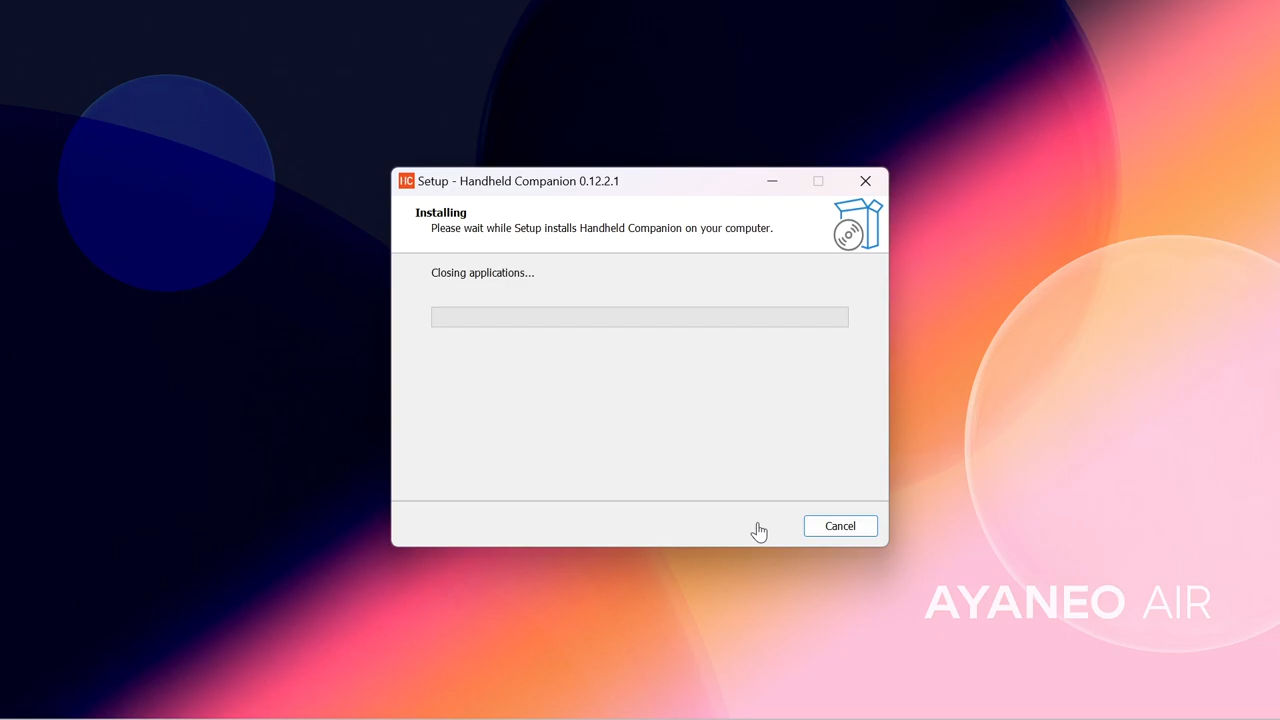 HC Setup - Handheld Companion 0.12.2.1
Installing
Please wait while Setup installs Handheld Companion on your computer.
Closing applications...
Cancel
AYANEO AIR